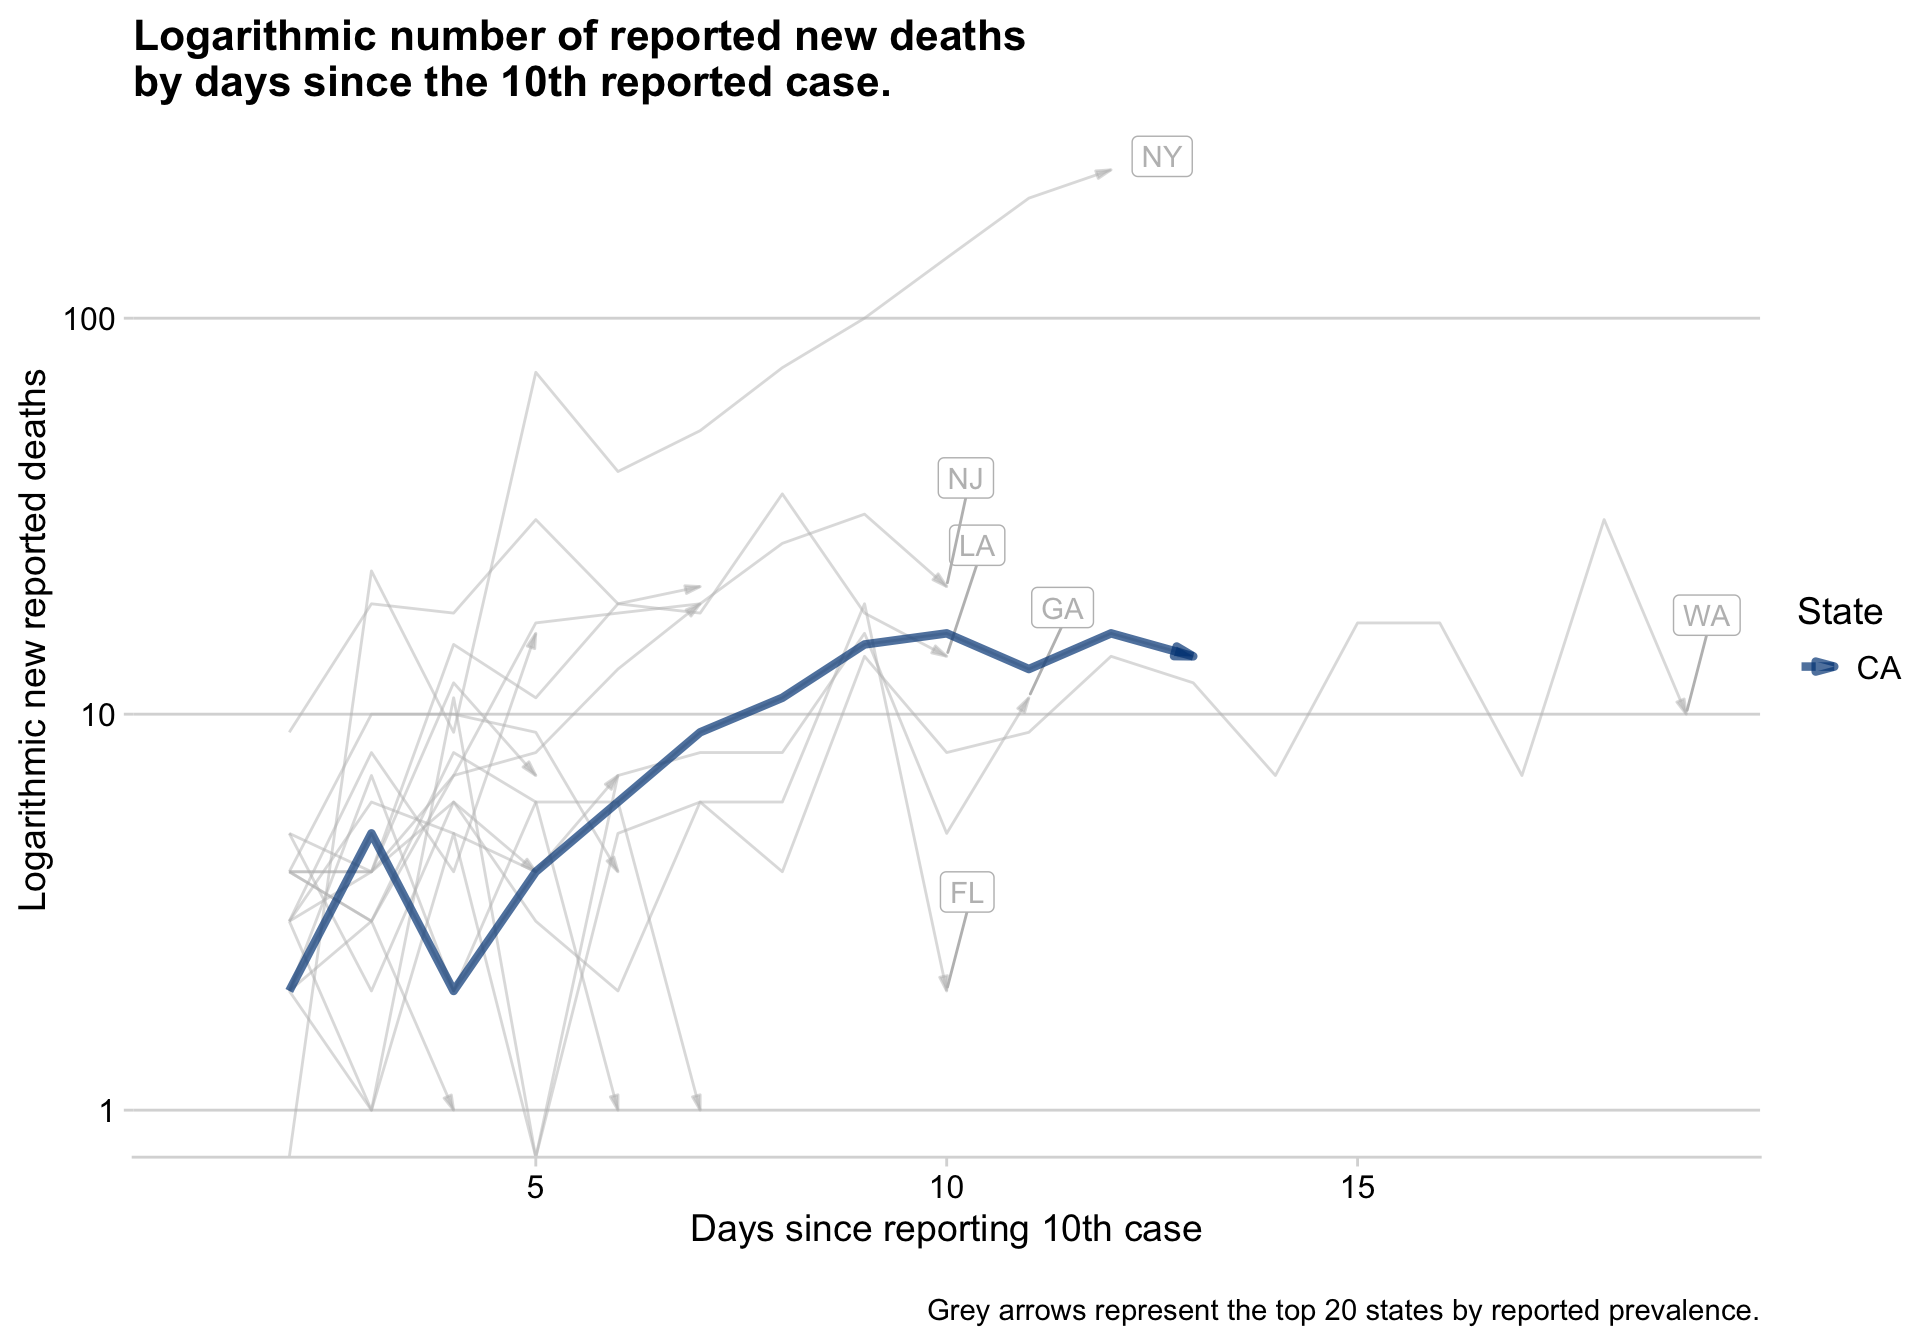 Logarithmic number of reported new deaths
by days since the 10th reported case.
NY
100
NJ
LA
GA
WA
State
CA
10
FL
1
Logarithmic new reported deaths
5
10
15
Days since reporting 10th case
Grey arrows represent the top 20 states by reported prevalence.